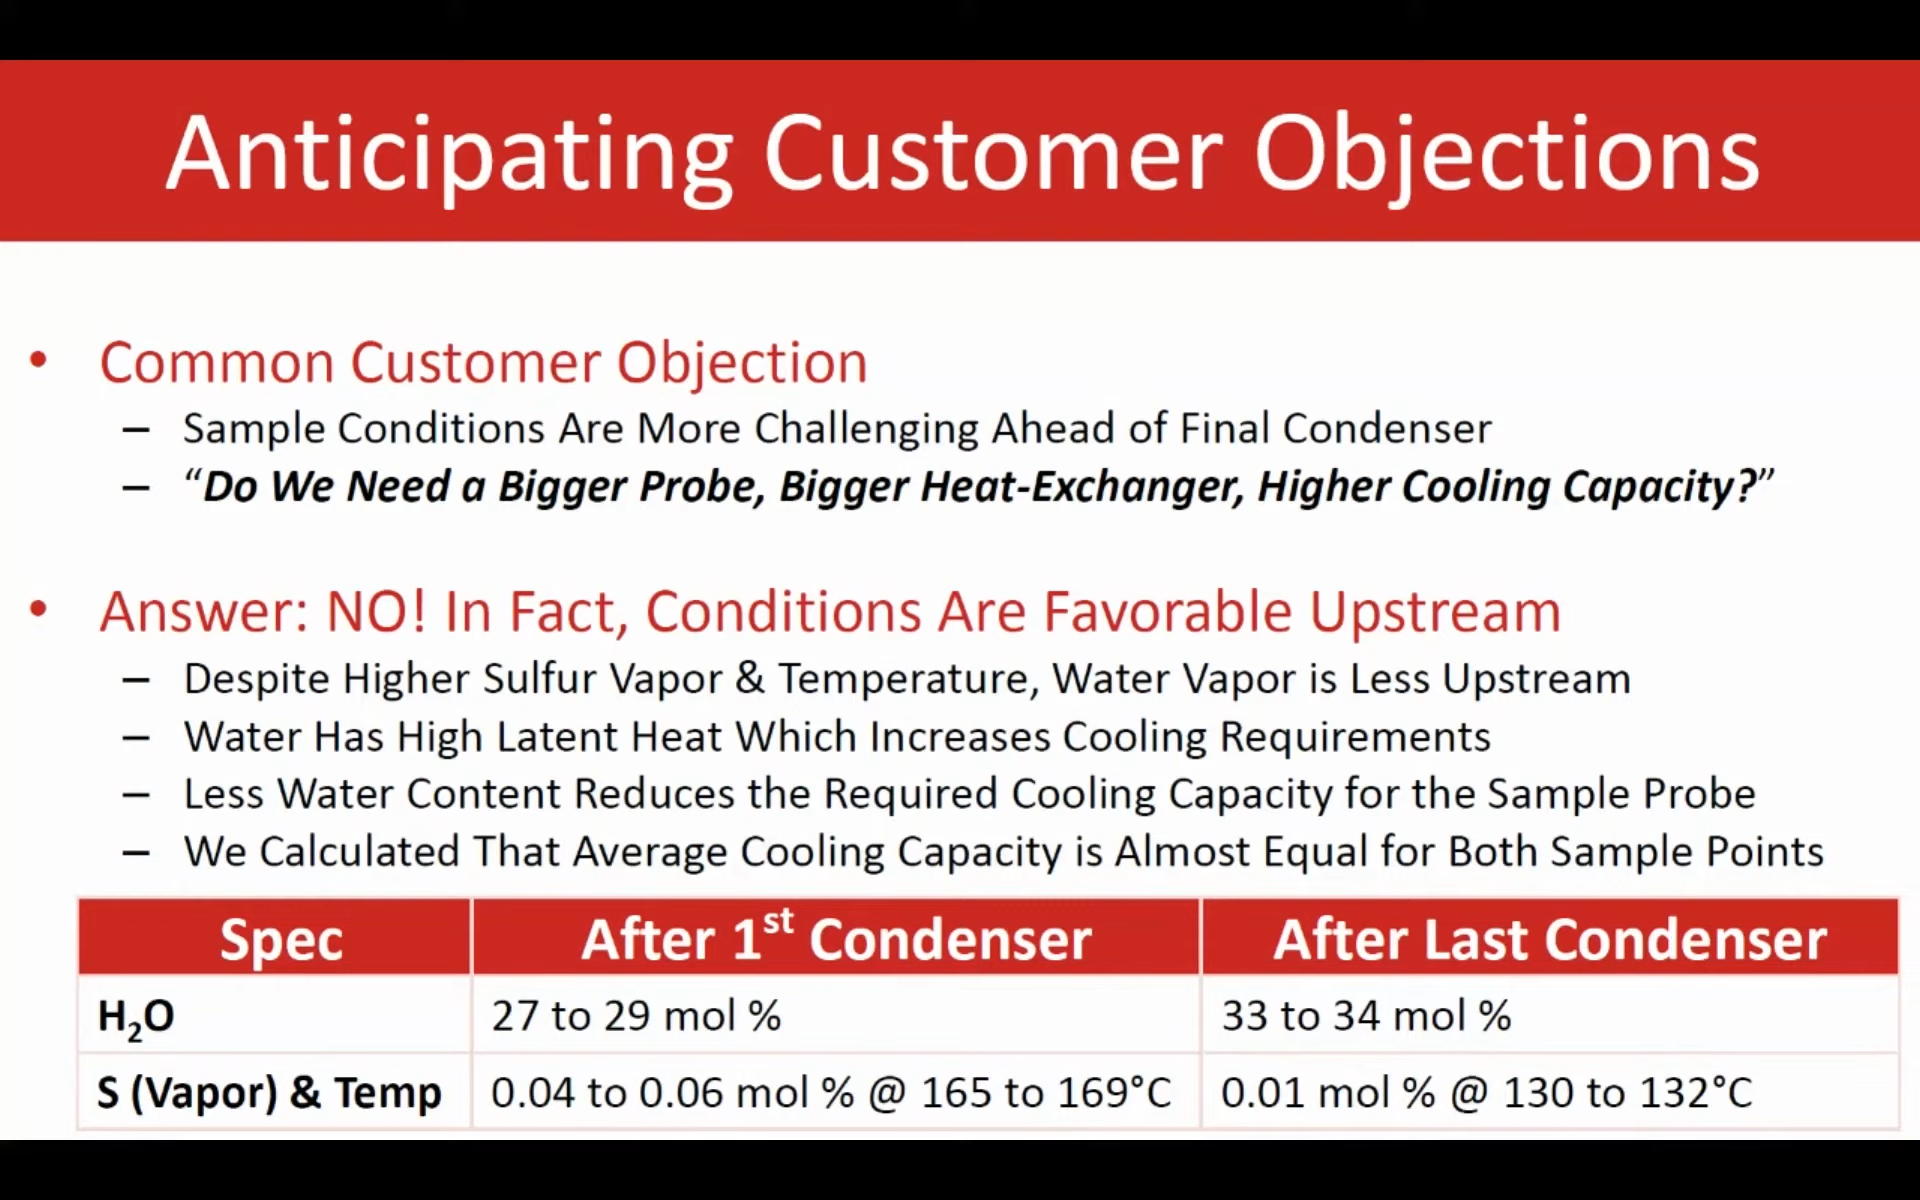 Anticipating Customer Objections
• Common Customer Objection
– Sample Conditions Are More Challenging Ahead of Final Condenser
– “Do We Need a Bigger Probe, Bigger Heat-Exchanger, Higher Cooling Capacity?”
• Answer: NO! In Fact, Conditions Are Favorable Upstream
– Despite Higher Sulfur Vapor & Temperature, Water Vapor is Less Upstream
– Water Has High Latent Heat Which Increases Cooling Requirements
– Less Water Content Reduces the Required Cooling Capacity for the Sample Probe
– We Calculated That Average Cooling Capacity is Almost Equal for Both Sample Points
Spec After 1st Condenser After Last Condenser
H₂O 27 to 29 mol % 33 to 34 mol %
S (Vapor) & Temp 0.04 to 0.06 mol % @ 165 to 169°C 0.01 mol % @ 130 to 132°C